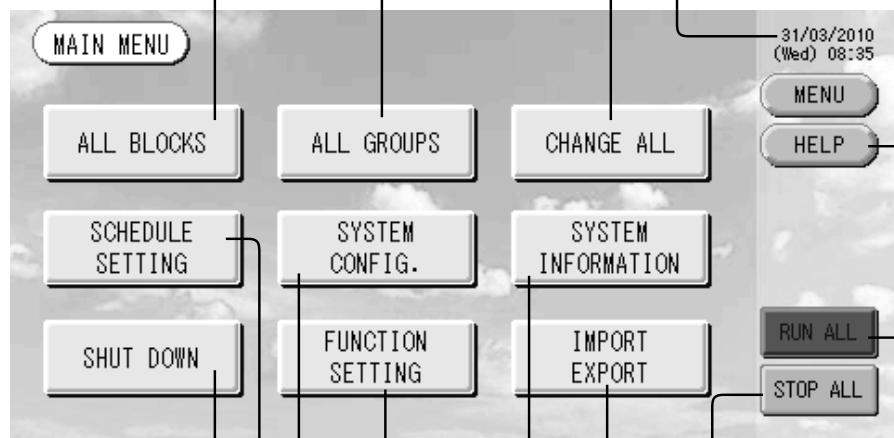 MAIN MENU
31/03/2010
(Wed) 08:35
MENU
HELP
ALL BLOCKS
ALL GROUPS
CHANGE ALL
SCHEDULE
SETTING
SYSTEM
CONFIG.
SYSTEM
INFORMATION
SHUT DOWN
FUNCTION
SETTING
IMPORT
EXPORT
RUN ALL
STOP ALL